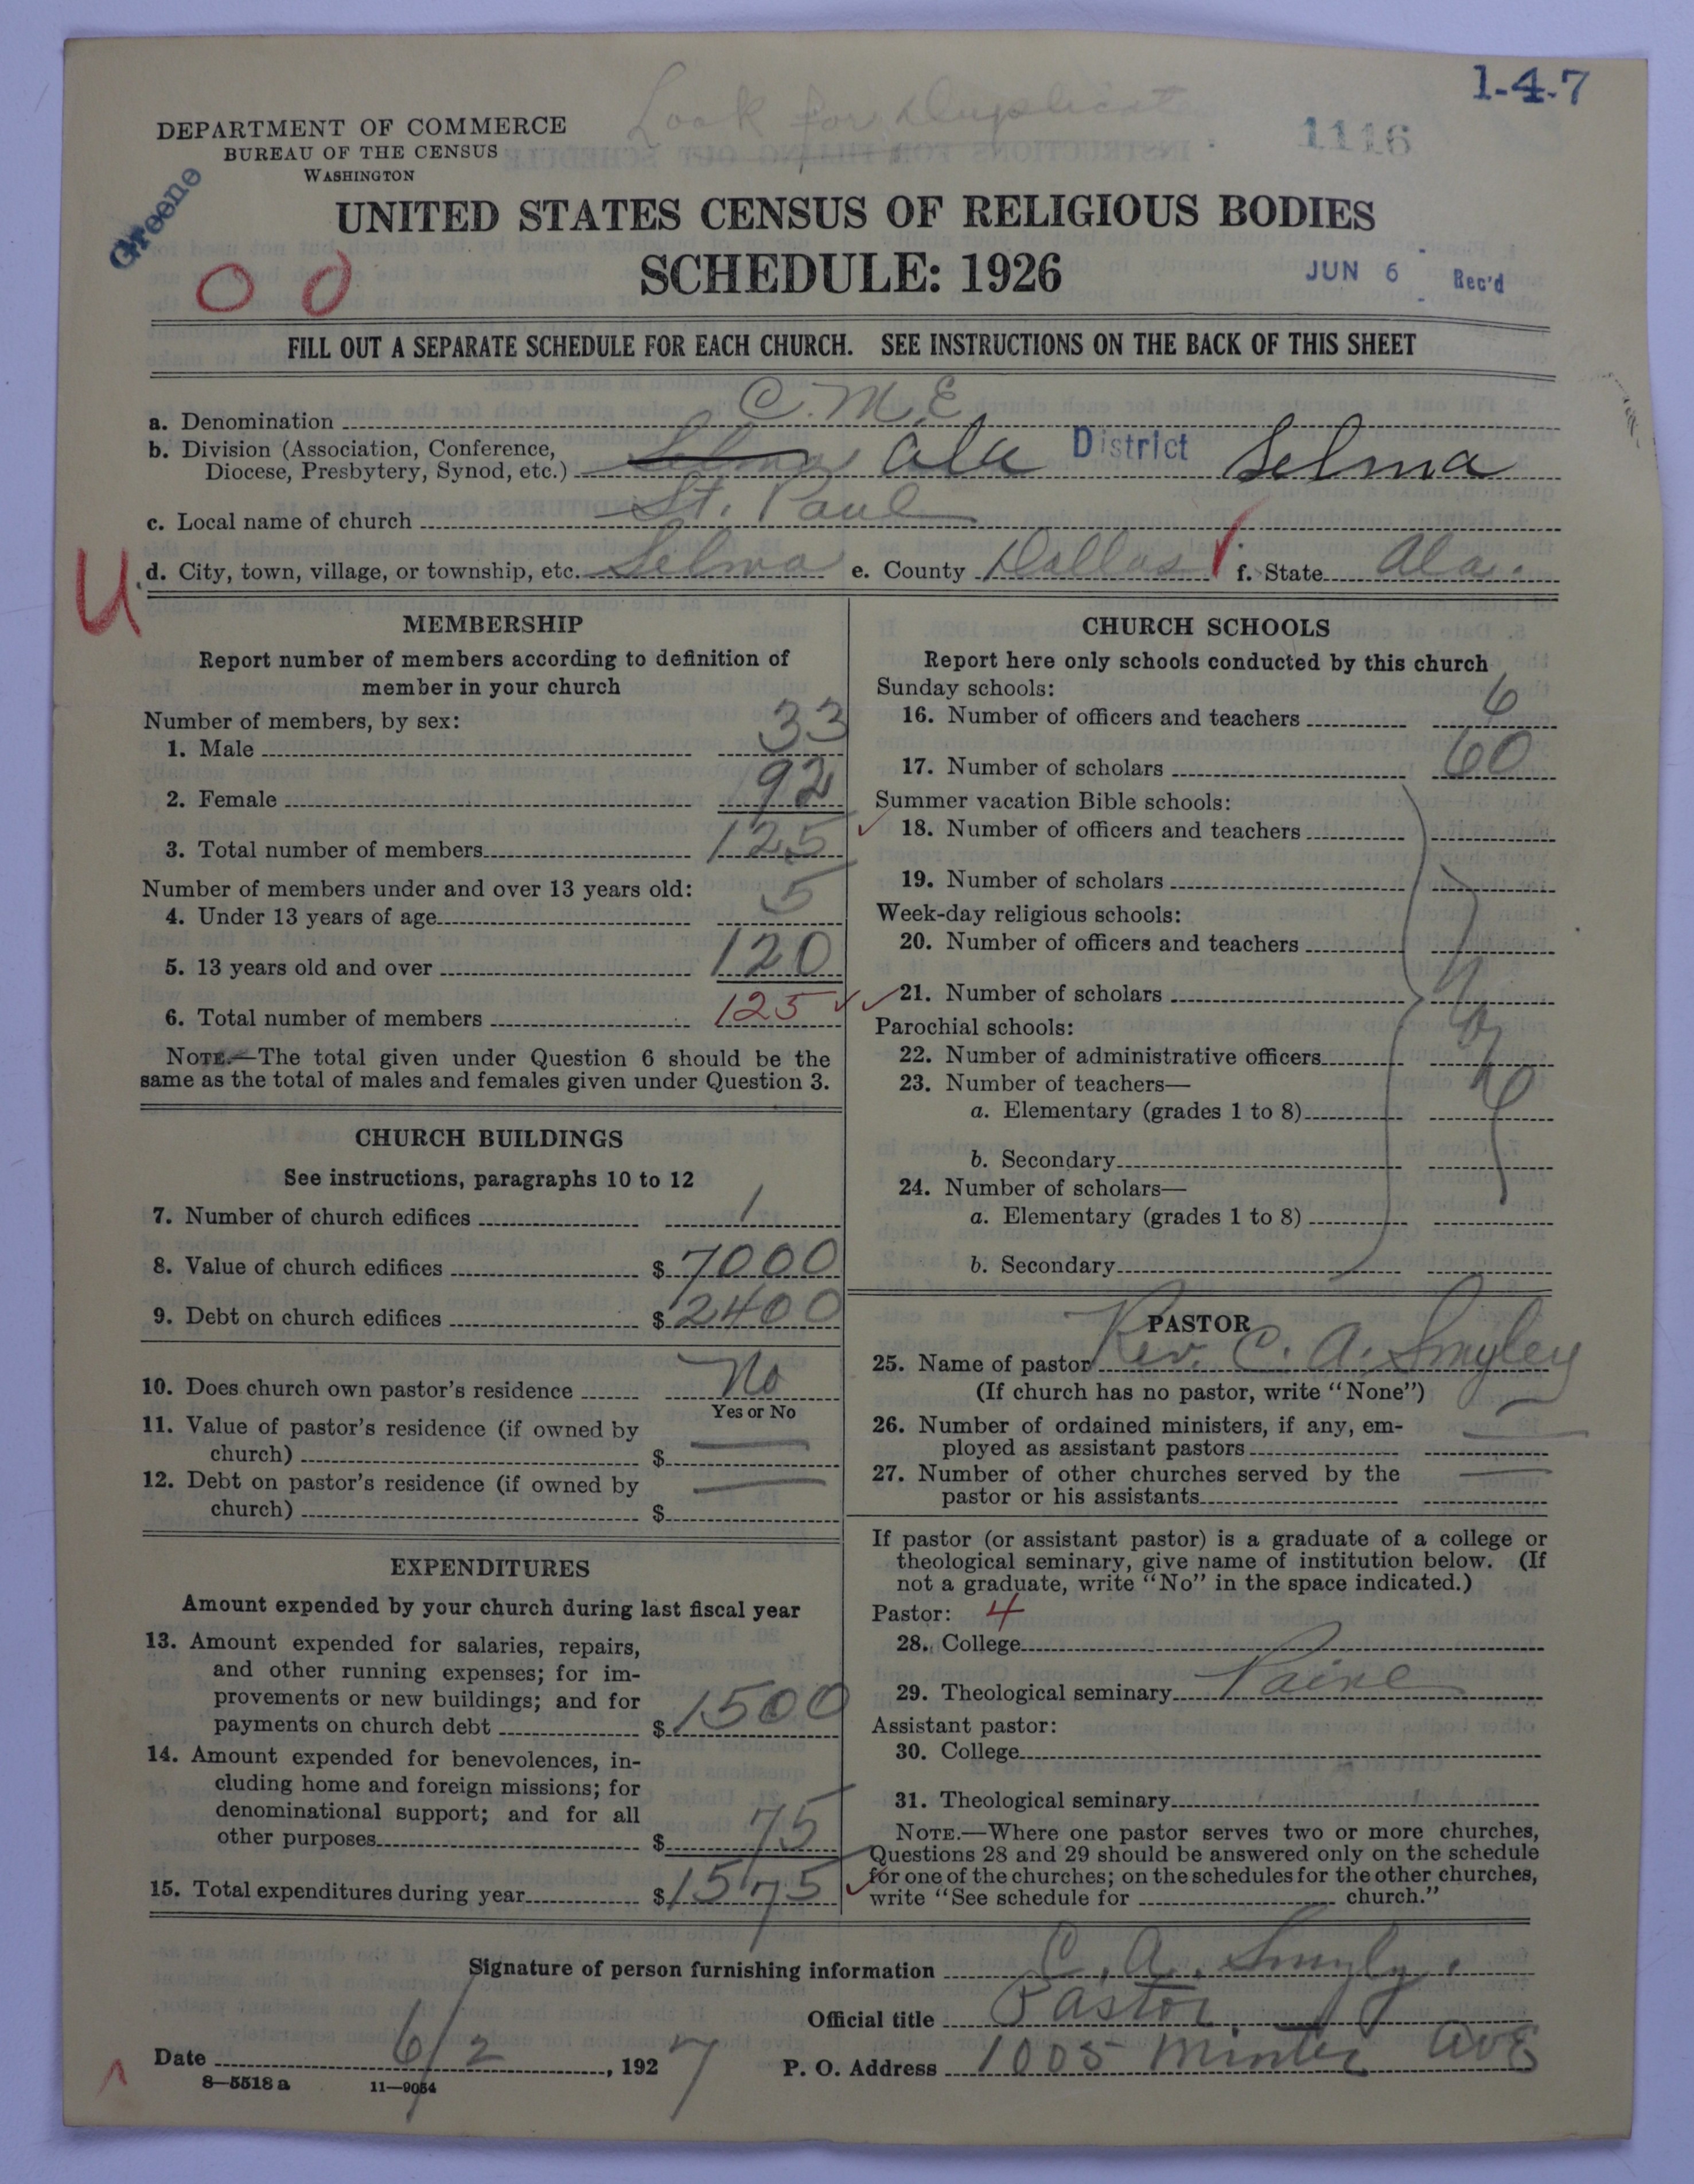 1-4-7
Look for Duplicate
DEPARTMENT OF COMMERCE
BUREAU OF THE CENSUS
WASHINGTON
1116
Greene
UNITED STATES CENSUS OF RELIGIOUS BODIES
SCHEDULE: 1926
JUN 6 Rec'd
0 0
FILL OUT A SEPARATE SCHEDULE FOR EACH CHURCH. SEE INSTRUCTIONS ON THE BACK OF THIS SHEET
a. Denomination C. M. E
b. Division (Association, Conference,
Diocese, Presbytery, Synod, etc.) Selma Ala District Selma
c. Local name of church St. Paul
U
d. City, town, village, or township, etc. Selma e. County Dallas f. State Ala.
MEMBERSHIP
Report number of members according to definition of
member in your church
Number of members, by sex:
1. Male 33
2. Female 92
3. Total number of members 125
Number of members under and over 13 years old:
4. Under 13 years of age 5
5. 13 years old and over 120
6. Total number of members 125
NOTE.—The total given under Question 6 should be the
same as the total of males and females given under Question 3.
CHURCH BUILDINGS
See instructions, paragraphs 10 to 12
7. Number of church edifices 1
8. Value of church edifices $ 7000
9. Debt on church edifices $ 2400
10. Does church own pastor's residence No
Yes or No
11. Value of pastor's residence (if owned by
church) $
12. Debt on pastor's residence (if owned by
church) $
EXPENDITURES
Amount expended by your church during last fiscal year
13. Amount expended for salaries, repairs,
and other running expenses; for im-
provements or new buildings; and for
payments on church debt $ 1500
14. Amount expended for benevolences, in-
cluding home and foreign missions; for
denominational support; and for all
other purposes $ 75
15. Total expenditures during year $ 1575
CHURCH SCHOOLS
Report here only schools conducted by this church
Sunday schools:
16. Number of officers and teachers 6
17. Number of scholars 60
Summer vacation Bible schools:
18. Number of officers and teachers
19. Number of scholars
Week-day religious schools:
20. Number of officers and teachers
21. Number of scholars
Parochial schools:
22. Number of administrative officers
23. Number of teachers—
a. Elementary (grades 1 to 8)
b. Secondary
24. Number of scholars—
a. Elementary (grades 1 to 8)
b. Secondary
PASTOR
25. Name of pastor Rev. C. A. Smyley
(If church has no pastor, write "None")
26. Number of ordained ministers, if any, em-
ployed as assistant pastors
27. Number of other churches served by the
pastor or his assistants
If pastor (or assistant pastor) is a graduate of a college or
theological seminary, give name of institution below. (If
not a graduate, write "No" in the space indicated.)
Pastor: 4
28. College
29. Theological seminary Paine
Assistant pastor:
30. College
31. Theological seminary
NOTE.—Where one pastor serves two or more churches,
Questions 28 and 29 should be answered only on the schedule
for one of the churches; on the schedules for the other churches,
write "See schedule for church."
Signature of person furnishing information C. A. Smyly.
Official title Pastor
Date 6/2, 1927 P. O. Address 1005 Minter AvE
8—5518 a 11—9054